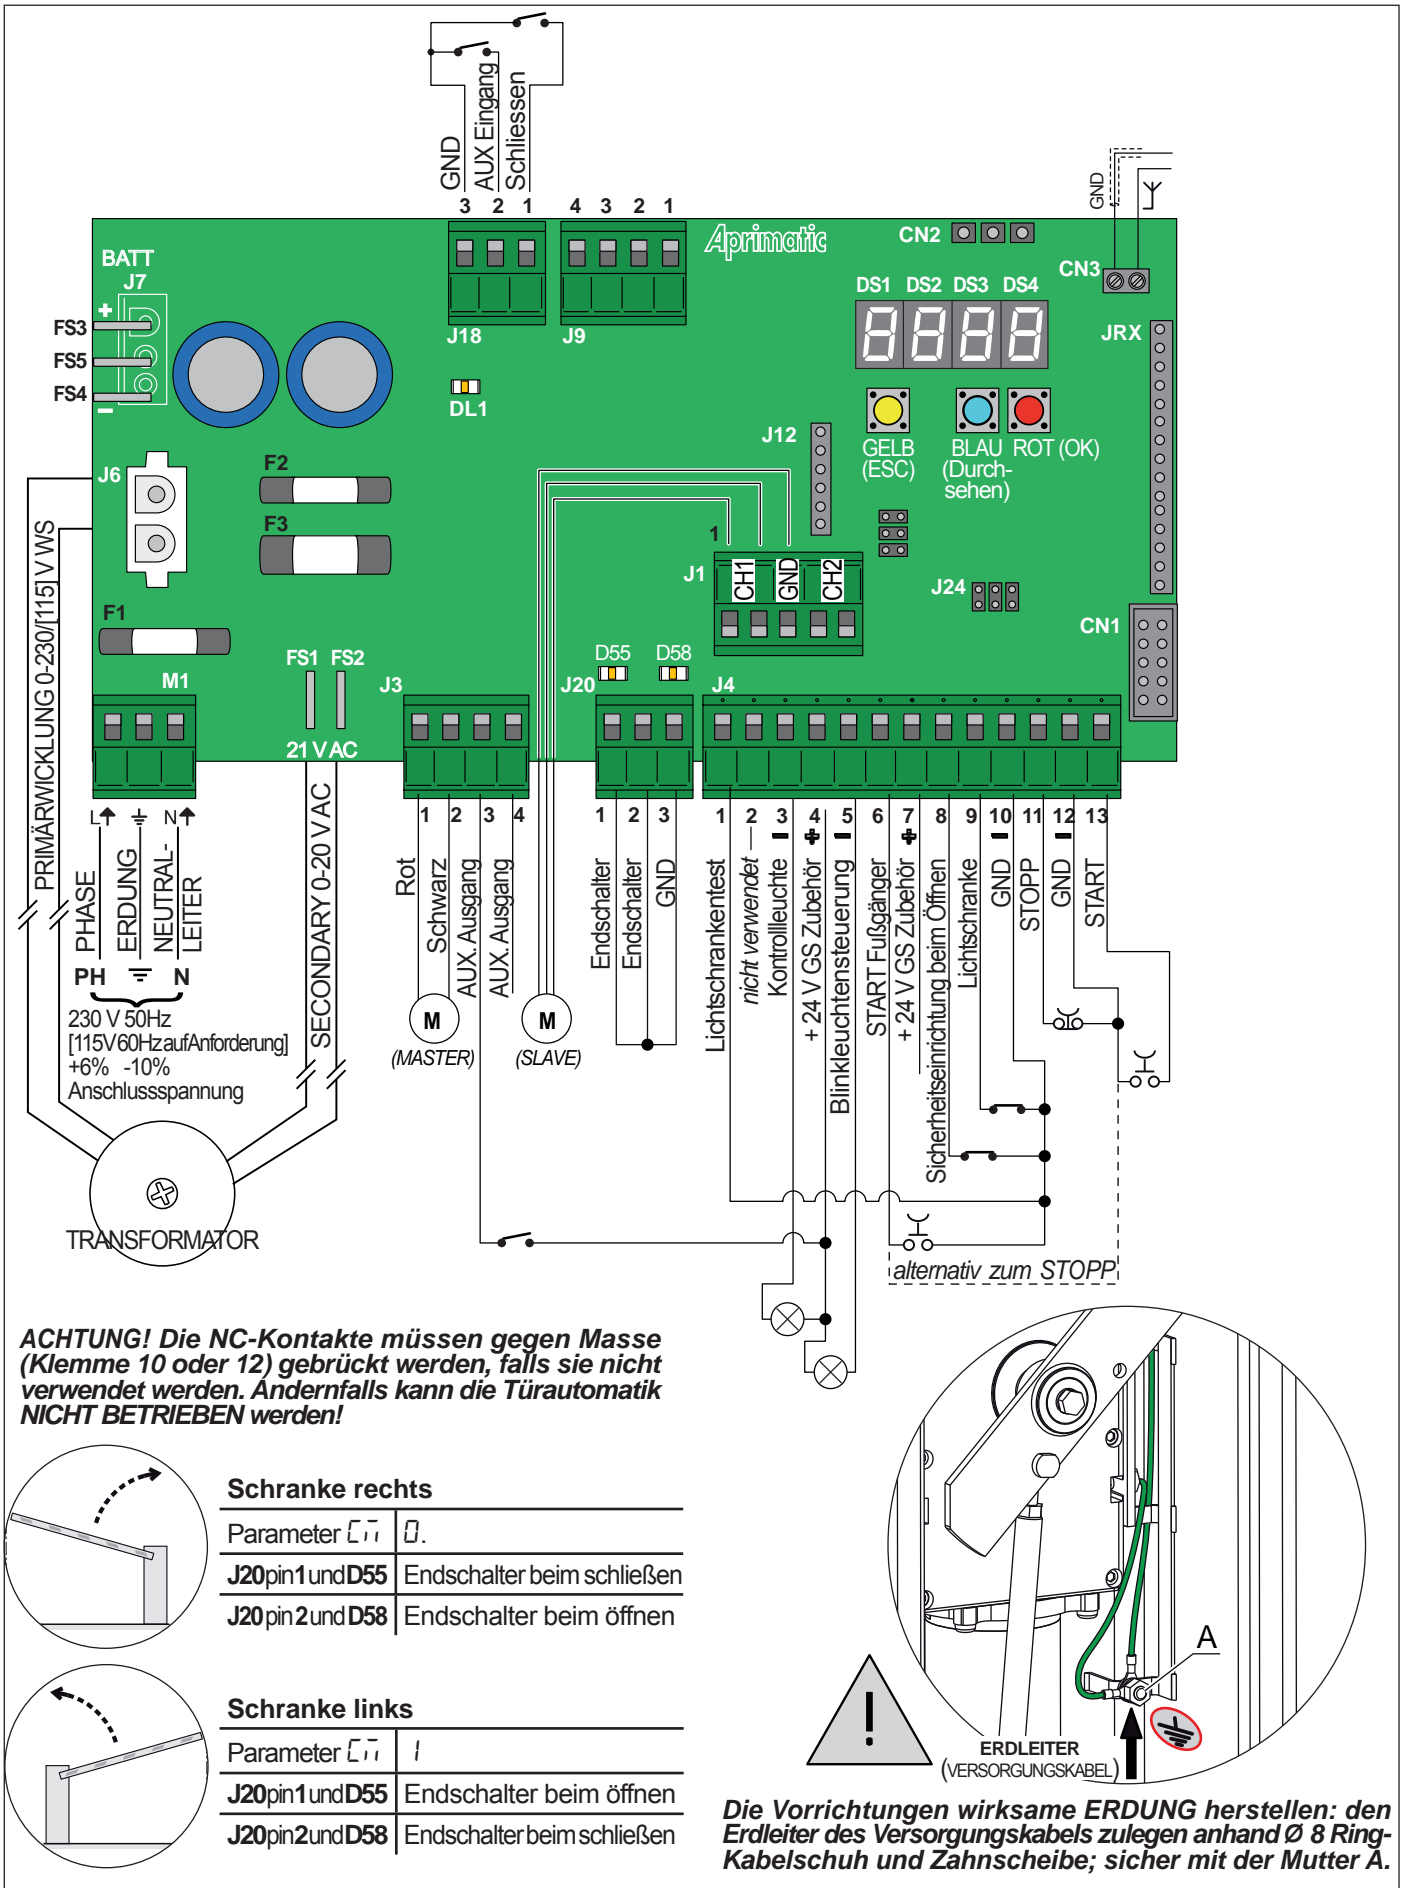 GND
AUX Eingang
Schliessen
3 2 1
4 3 2 1
GND
BATT
J7
+
FS3
FS5
FS4
−
J18
J9
Aprimatic
CN2
CN3
DS1 DS2 DS3 DS4
8888
JRX
DL1
J12
GELB
(ESC)
BLAU
(Durch-
sehen)
ROT (OK)
J6
F2
F3
F1
1
J1
CH1
GND
CH2
J24
CN1
M1
FS1 FS2
21 V AC
J3
J20
D55
D58
J4
PRIMÄRWICKLUNG 0-230/[115] V WS
SECONDARY 0-20 V AC
L
N
PHASE
ERDUNG
NEUTRAL-
LEITER
PH
N
230 V 50Hz
[115V 60Hz auf Anforderung]
+6% -10%
Anschlussspannung
TRANSFORMATOR
1 2 3 4
Rot
Schwarz
AUX. Ausgang
AUX. Ausgang
M
(MASTER)
M
(SLAVE)
1 2 3
Endschalter
Endschalter
GND
1 2 3 4 5 6 7 8 9 10 11 12 13
− + − + − −
Lichtschrankentest
nicht verwendet
Kontrollleuchte
+ 24 V GS Zubehör
Blinkleuchtensteuerung
START Fußgänger
+ 24 V GS Zubehör
Sicherheitseinrichtung beim Öffnen
Lichtschranke
GND
STOPP
GND
START
alternativ zum STOPP
ACHTUNG! Die NC-Kontakte müssen gegen Masse
(Klemme 10 oder 12) gebrückt werden, falls sie nicht
verwendet werden. Andernfalls kann die Türautomatik
NICHT BETRIEBEN werden!
Schranke rechts
Parameter Cm 0.
J20 pin 1 und D55 Endschalter beim schließen
J20 pin 2 und D58 Endschalter beim öffnen
Schranke links
Parameter Cm 1
J20 pin 1 und D55 Endschalter beim öffnen
J20 pin 2 und D58 Endschalter beim schließen
A
!
ERDLEITER
(VERSORGUNGSKABEL)
Die Vorrichtungen wirksame ERDUNG herstellen: den
Erdleiter des Versorgungskabels zulegen anhand Ø 8 Ring-
Kabelschuh und Zahnscheibe; sicher mit der Mutter A.